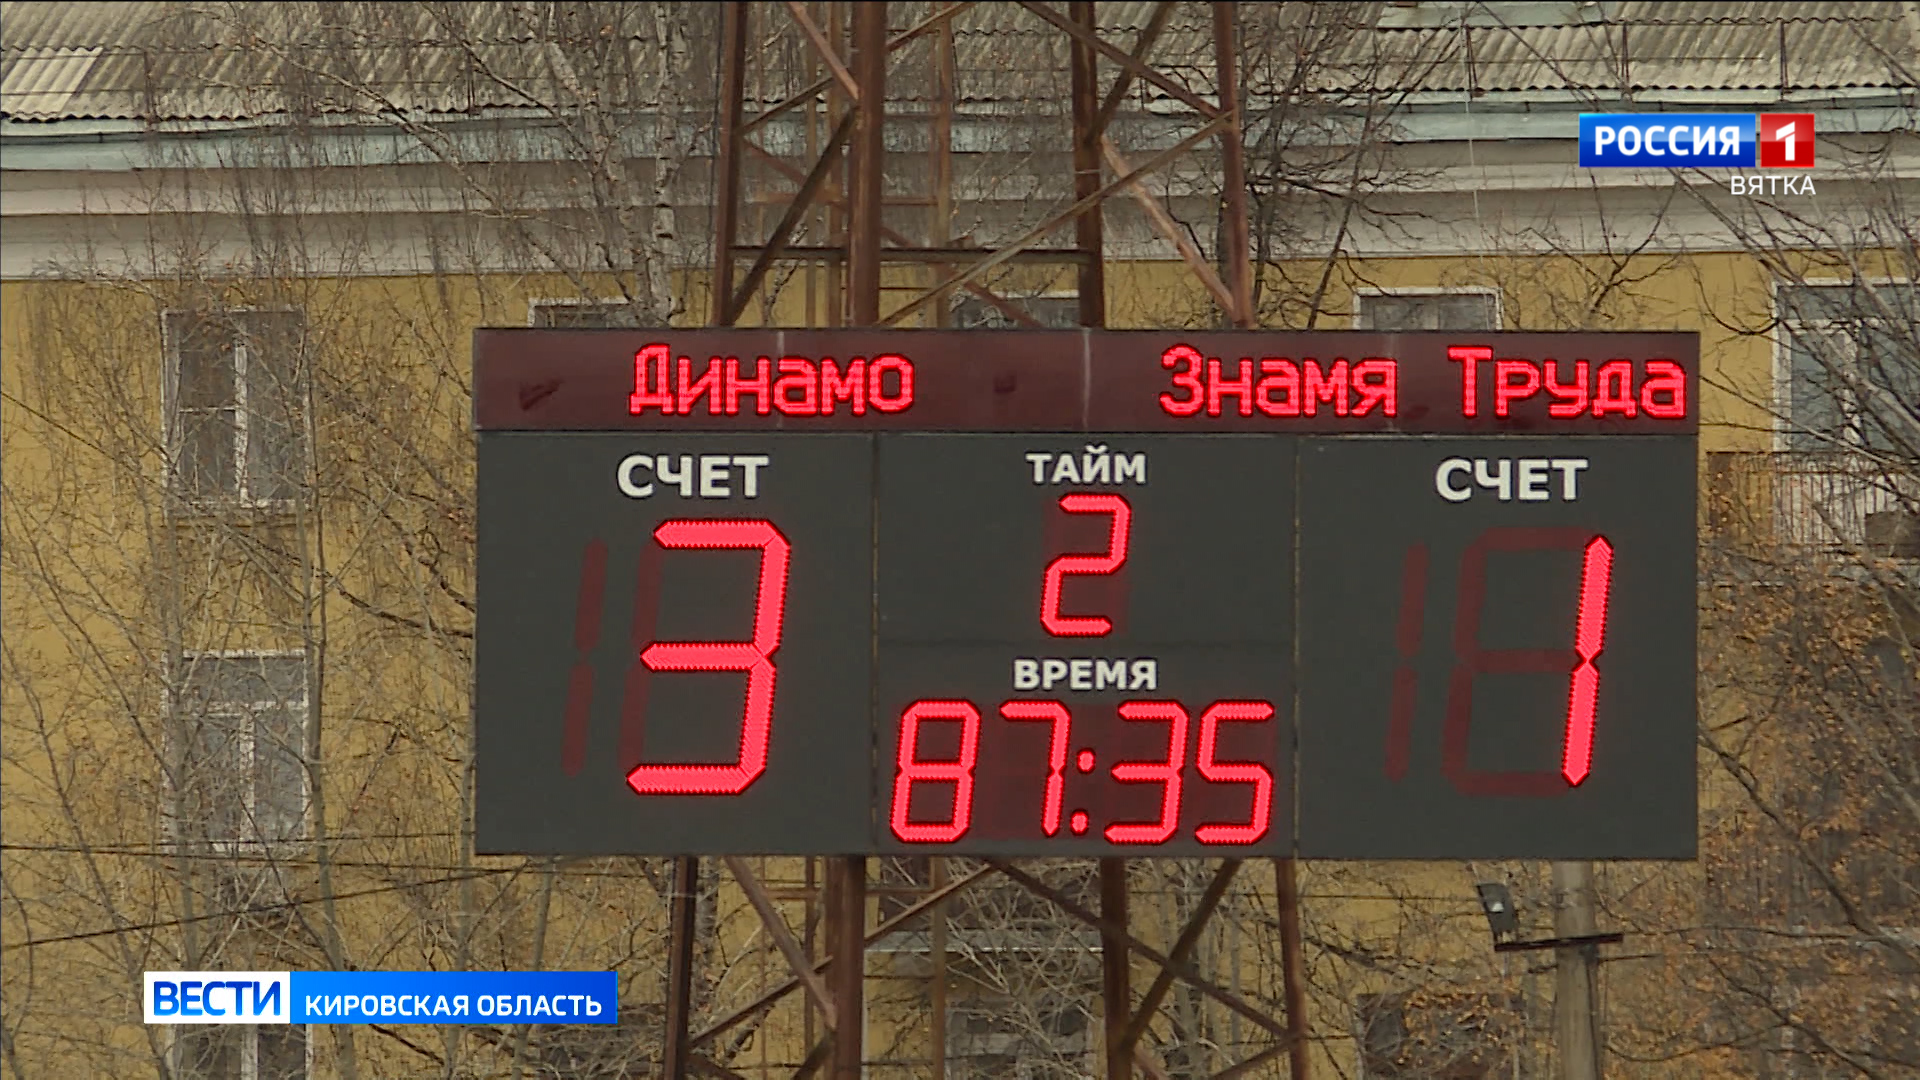 РОССИЯ 1
ВЯТКА
Динамо Знамя Труда
СЧЕТ ТАЙМ СЧЕТ
3 2 1
ВРЕМЯ
87:35
ВЕСТИ КИРОВСКАЯ ОБЛАСТЬ